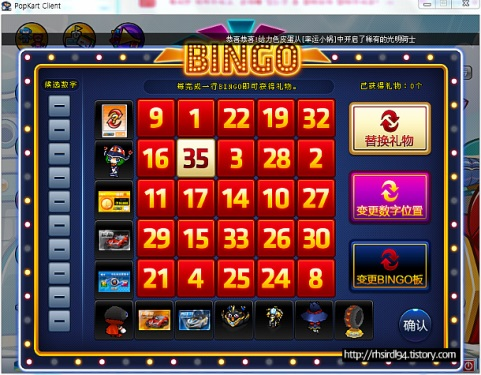 PopKart Client
恭喜恭喜!给力色皮蛋从[幸运小锅]中开启了稀有的光明骑士
BINGO
候选数字
每完成一行BINGO即可获得礼物。
已获得礼物:0个
9 1 22 19 32
替换礼物
16 35 3 28 2
11 17 14 10 27
变更数字位置
29 15 33 26 30
变更BINGO板
21 4 25 24 8
确认
http://rhsirdl94.tistory.com